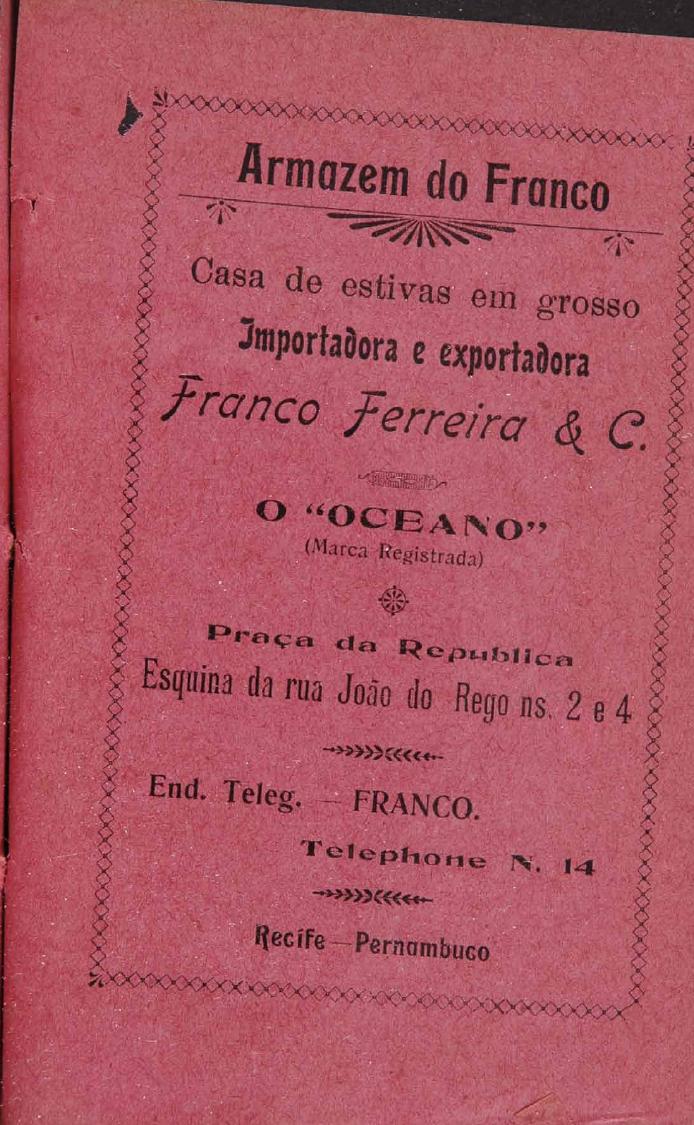 Armazem do Franco
Casa de estivas em grosso
Importadora e exportadora
Franco Ferreira & C.
O “OCEANO”
(Marca Registrada)
Praça da Republica
Esquina da rua João do Rego ns. 2 e 4
End. Teleg. — FRANCO.
Telephone N. 14
Recife — Pernambuco